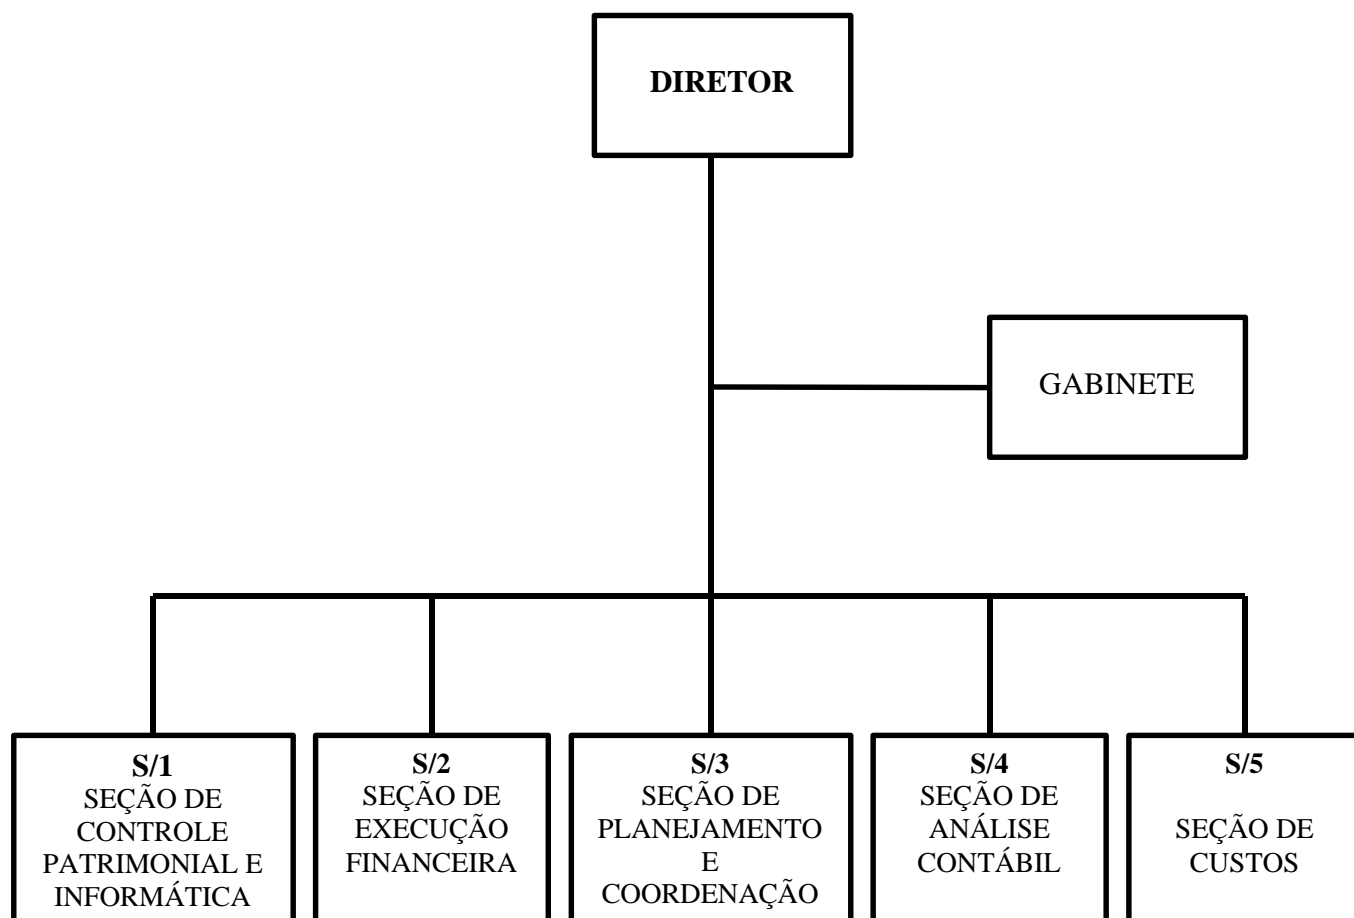 DIRETOR
GABINETE
S/1
SEÇÃO DE
CONTROLE
PATRIMONIAL E
INFORMÁTICA
S/2
SEÇÃO DE
EXECUÇÃO
FINANCEIRA
S/3
SEÇÃO DE
PLANEJAMENTO
E
COORDENAÇÃO
S/4
SEÇÃO DE
ANÁLISE
CONTÁBIL
S/5
SEÇÃO DE
CUSTOS